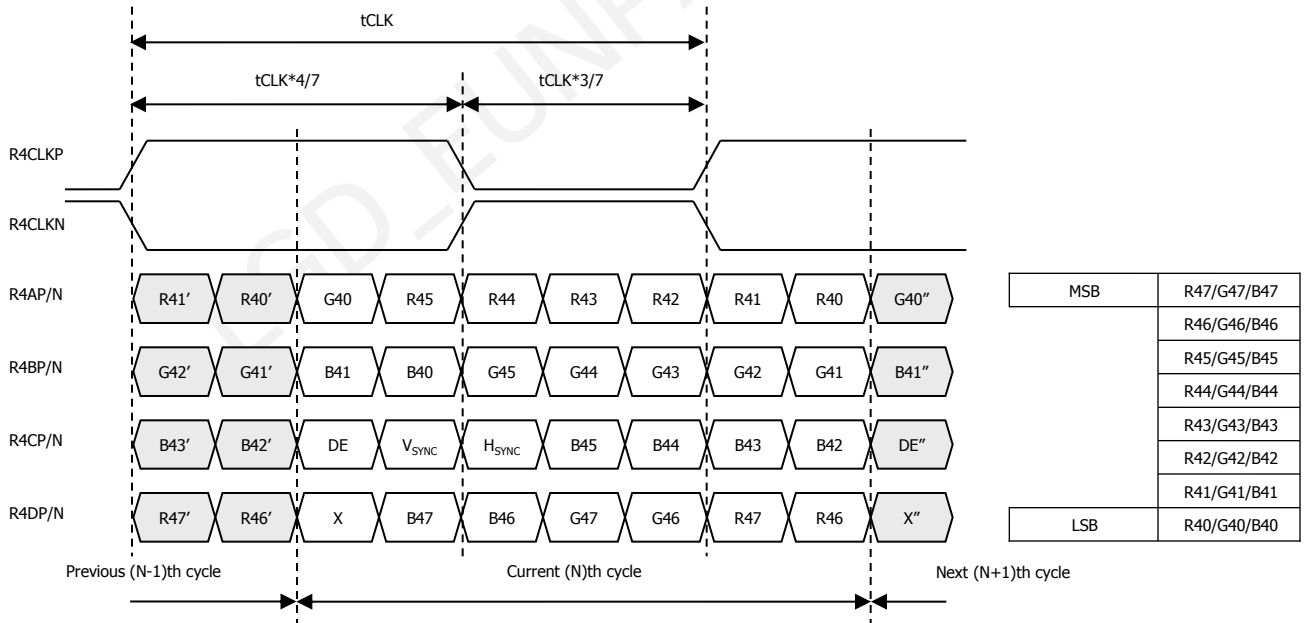 tCLK
tCLK*4/7 tCLK*3/7
R4CLKP
R4CLKN
R4AP/N R41′ R40′ G40 R45 R44 R43 R42 R41 R40 G40″
R4BP/N G42′ G41′ B41 B40 G45 G44 G43 G42 G41 B41″
R4CP/N B43′ B42′ DE VSYNC HSYNC B45 B44 B43 B42 DE″
R4DP/N R47′ R46′ X B47 B46 G47 G46 R47 R46 X″
Previous (N-1)th cycle Current (N)th cycle Next (N+1)th cycle
MSB R47/G47/B47
R46/G46/B46
R45/G45/B45
R44/G44/B44
R43/G43/B43
R42/G42/B42
R41/G41/B41
LSB R40/G40/B40